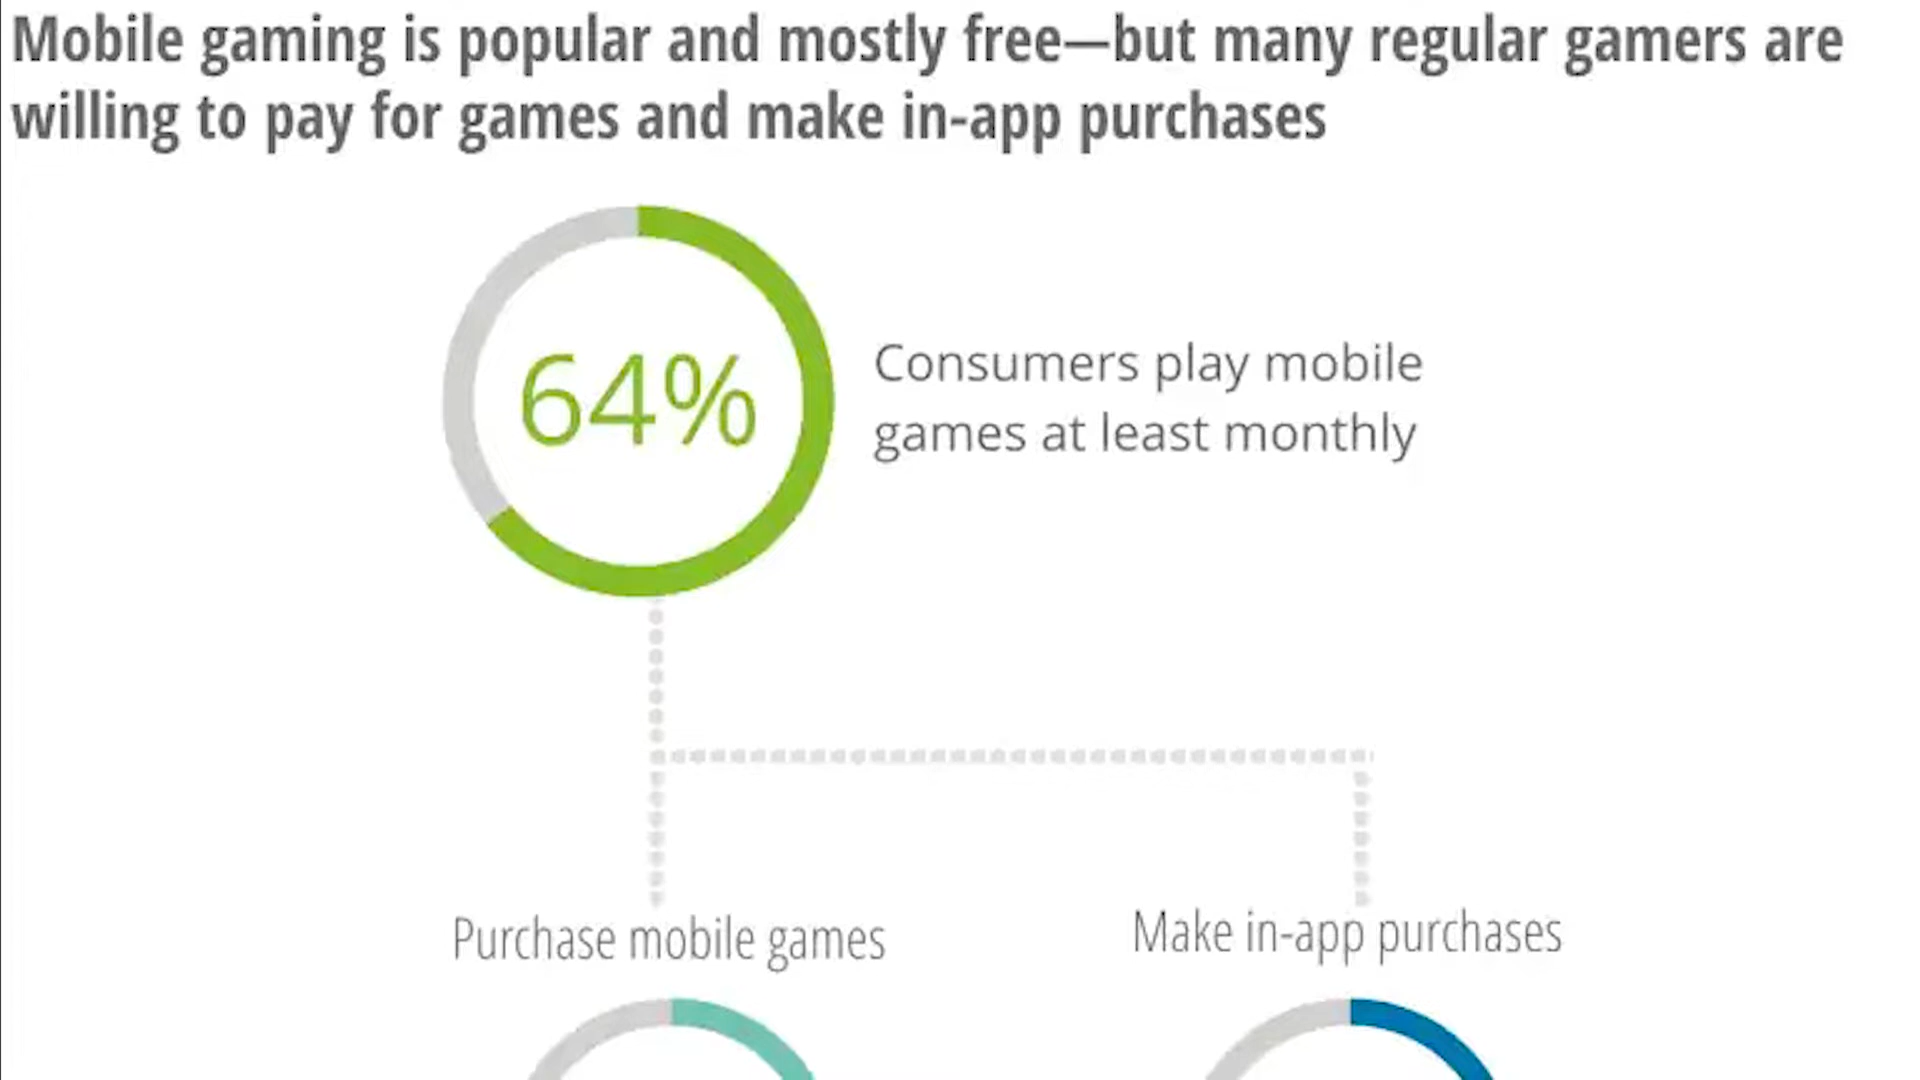 Mobile gaming is popular and mostly free—but many regular gamers are
willing to pay for games and make in-app purchases
64%
Consumers play mobile
games at least monthly
Purchase mobile games
Make in-app purchases